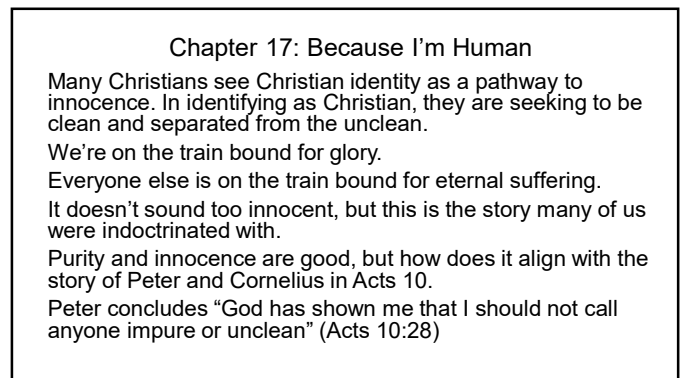 Chapter 17: Because I’m Human
Many Christians see Christian identity as a pathway to
innocence. In identifying as Christian, they are seeking to be
clean and separated from the unclean.
We’re on the train bound for glory.
Everyone else is on the train bound for eternal suffering.
It doesn’t sound too innocent, but this is the story many of us
were indoctrinated with.
Purity and innocence are good, but how does it align with the
story of Peter and Cornelius in Acts 10.
Peter concludes “God has shown me that I should not call
anyone impure or unclean” (Acts 10:28)